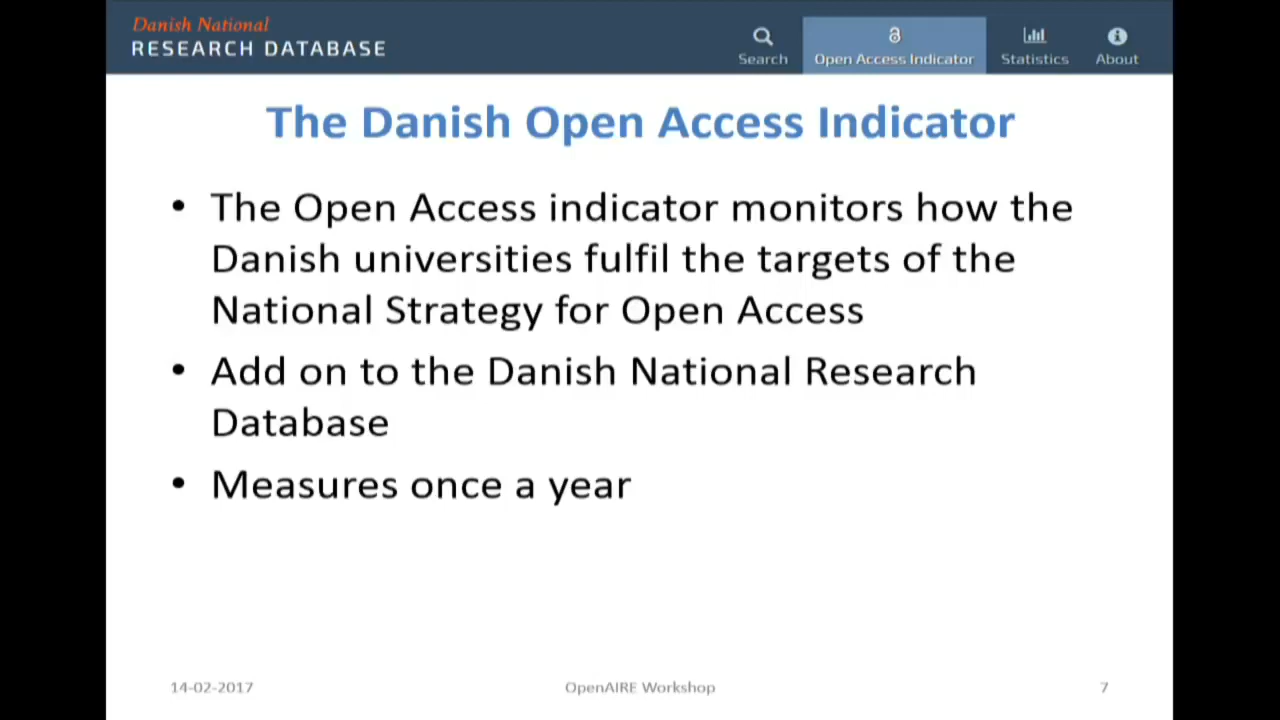 Danish National
RESEARCH DATABASE
Search
Open Access Indicator
Statistics
About
The Danish Open Access Indicator
• The Open Access indicator monitors how the
Danish universities fulfil the targets of the
National Strategy for Open Access
• Add on to the Danish National Research
Database
• Measures once a year
14-02-2017
OpenAIRE Workshop
7